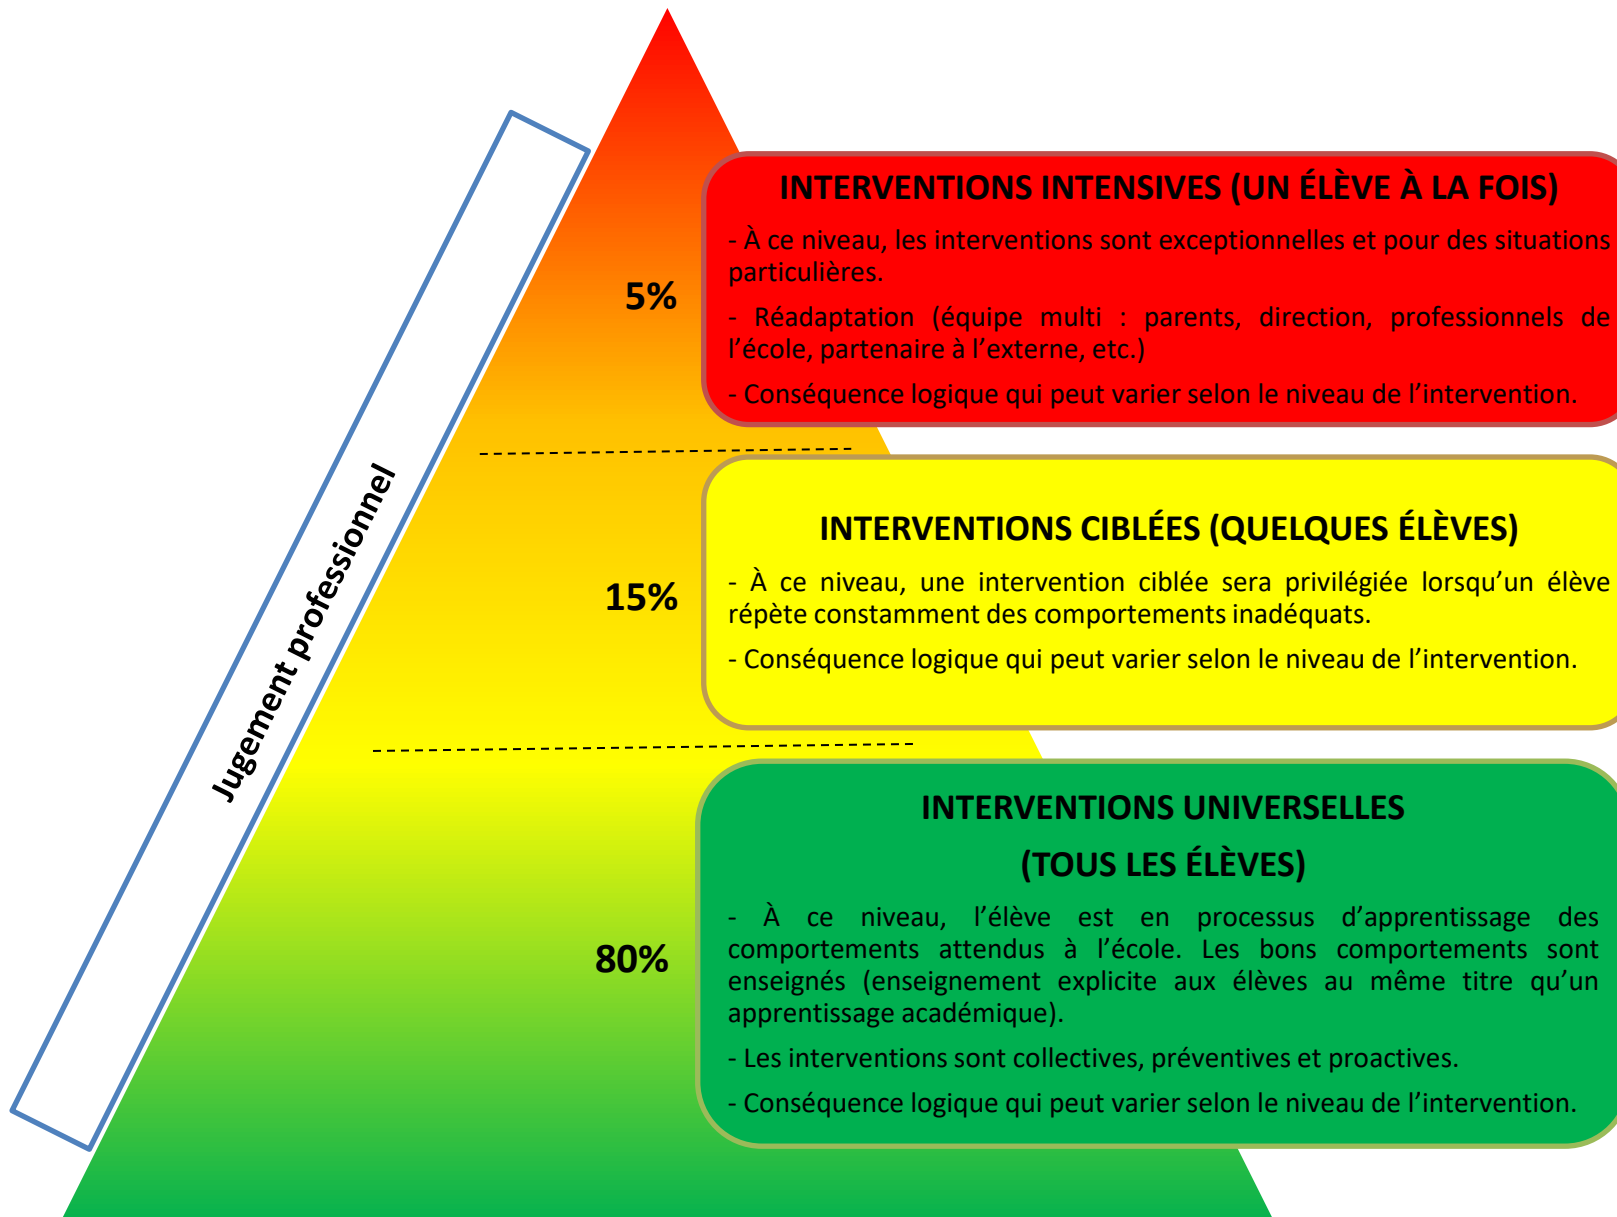 INTERVENTIONS INTENSIVES (UN ÉLÈVE À LA FOIS)
- À ce niveau, les interventions sont exceptionnelles et pour des situations
particulières.
- Réadaptation (équipe multi : parents, direction, professionnels de
l’école, partenaire à l’externe, etc.)
- Conséquence logique qui peut varier selon le niveau de l’intervention.
5%
INTERVENTIONS CIBLÉES (QUELQUES ÉLÈVES)
- À ce niveau, une intervention ciblée sera privilégiée lorsqu’un élève
répète constamment des comportements inadéquats.
- Conséquence logique qui peut varier selon le niveau de l’intervention.
15%
Jugement professionnel
INTERVENTIONS UNIVERSELLES
(TOUS LES ÉLÈVES)
- À ce niveau, l’élève est en processus d’apprentissage des
comportements attendus à l’école. Les bons comportements sont
enseignés (enseignement explicite aux élèves au même titre qu’un
apprentissage académique).
- Les interventions sont collectives, préventives et proactives.
- Conséquence logique qui peut varier selon le niveau de l’intervention.
80%